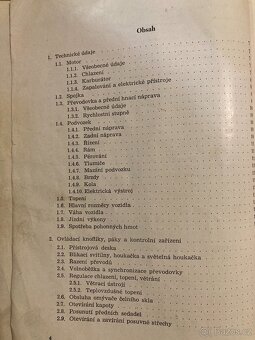 Obsah
1. Technické údaje
1.1. Motor
1.1.1. Všeobecné údaje
1.1.2. Chlazení
1.1.3. Karburátor
1.1.4. Zapalování a elektrické přístroje
1.2. Spojka
1.3. Převodovka a přední hnací náprava
1.3.1. Všeobecné údaje
1.3.2. Rychlostní stupně
1.4. Podvozek
1.4.1. Přední náprava
1.4.2. Zadní náprava
1.4.3. Řízení
1.4.4. Rám
1.4.5. Pérování
1.4.6. Tlumiče
1.4.7. Mazání podvozku
1.4.8. Brzdy
1.4.9. Kola
1.4.10. Elektrická výstroj
1.5. Topení
1.6. Hlavní rozměry vozidla
1.7. Váha vozidla
1.8. Jízdní výkony
1.9. Spotřeba pohonných hmot
2. Ovládací knoflíky, páky a kontrolní zařízení
2.1. Přístrojová deska
2.2. Blikací svítilny, houkačka a světelná houkačka
2.3. Řazení převodů
2.4. Volnoběžka a synchronizace převodovky
2.5. Regulace chlazení, topení, větrání
2.5.1. Větrací ústrojí
2.5.2. Teplovzdušné topení
2.6. Obsluha omývače čelního skla
2.7. Otevírání kapoty
2.8. Posunutí předních sedadel
2.9. Otevírání a zavírání posuvné střechy